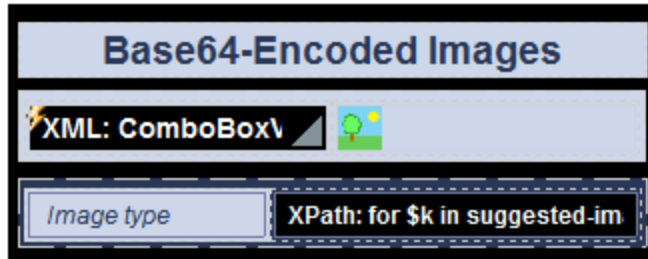 Base64-Encoded Images
XML: ComboBoxV
Image type
XPath: for $k in suggested-im